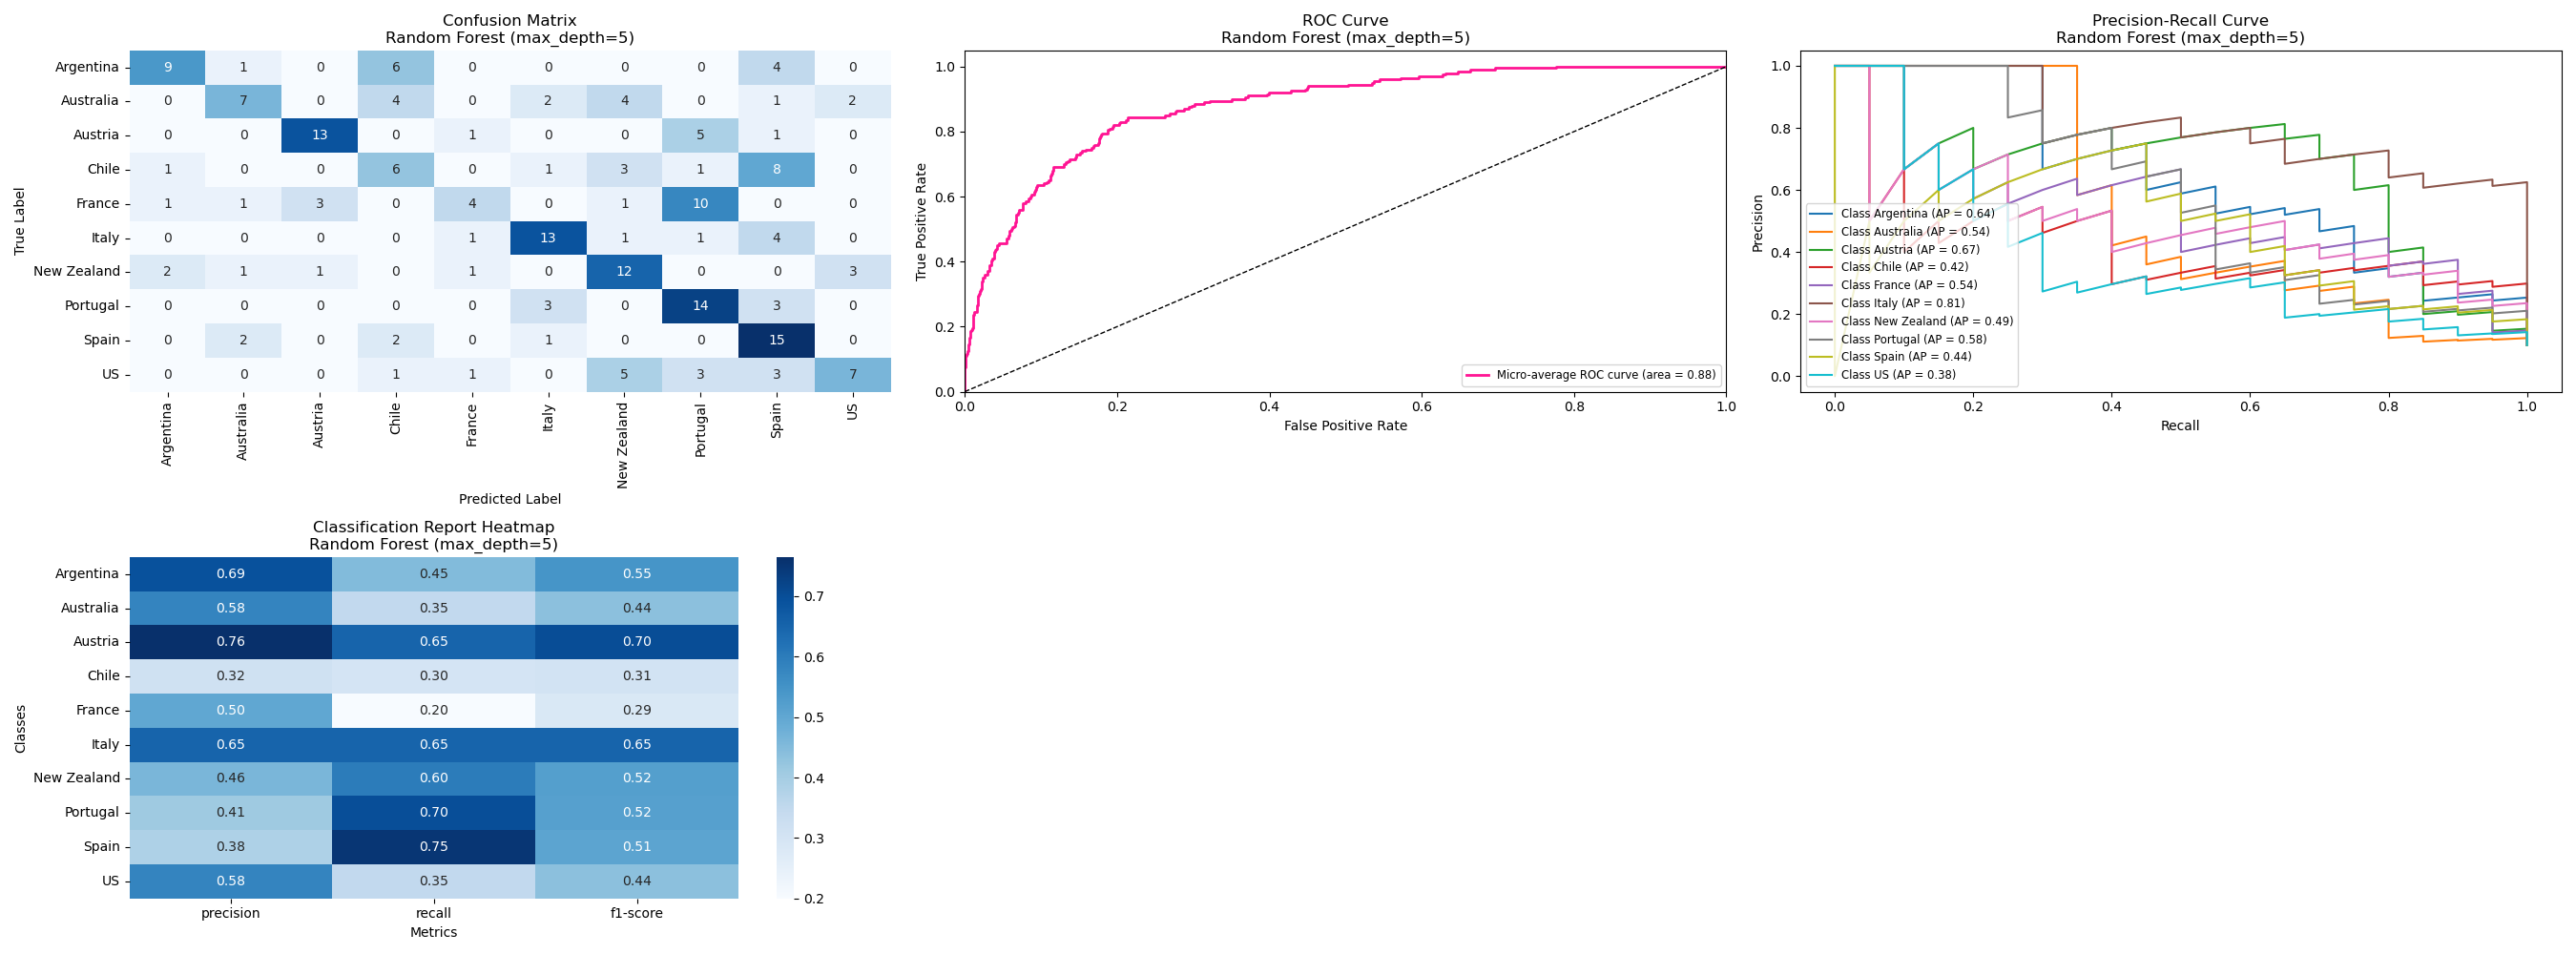 Confusion Matrix
Random Forest (max_depth=5)
True Label
Argentina 9 1 0 6 0 0 0 0 4 0
Australia 0 7 0 4 0 2 4 0 1 2
Austria 0 0 13 0 1 0 0 5 1 0
Chile 1 0 0 6 0 1 3 1 8 0
France 1 1 3 0 4 0 1 10 0 0
Italy 0 0 0 0 1 13 1 1 4 0
New Zealand 2 1 1 0 1 0 12 0 0 3
Portugal 0 0 0 0 0 3 0 14 3 0
Spain 0 2 0 2 0 1 0 0 15 0
US 0 0 0 1 1 0 5 3 3 7
Argentina Australia Austria Chile France Italy New Zealand Portugal Spain US
Predicted Label
ROC Curve
Random Forest (max_depth=5)
True Positive Rate
1.0
0.8
0.6
0.4
0.2
0.0
Micro-average ROC curve (area = 0.88)
0.0 0.2 0.4 0.6 0.8 1.0
False Positive Rate
Precision-Recall Curve
Random Forest (max_depth=5)
Precision
1.0
0.8
0.6
0.4
0.2
0.0
Class Argentina (AP = 0.64)
Class Australia (AP = 0.54)
Class Austria (AP = 0.67)
Class Chile (AP = 0.42)
Class France (AP = 0.54)
Class Italy (AP = 0.81)
Class New Zealand (AP = 0.49)
Class Portugal (AP = 0.58)
Class Spain (AP = 0.44)
Class US (AP = 0.38)
0.0 0.2 0.4 0.6 0.8 1.0
Recall
Classification Report Heatmap
Random Forest (max_depth=5)
Classes
Argentina 0.69 0.45 0.55
Australia 0.58 0.35 0.44
Austria 0.76 0.65 0.70
Chile 0.32 0.30 0.31
France 0.50 0.20 0.29
Italy 0.65 0.65 0.65
New Zealand 0.46 0.60 0.52
Portugal 0.41 0.70 0.52
Spain 0.38 0.75 0.51
US 0.58 0.35 0.44
precision recall f1-score
Metrics
0.7
0.6
0.5
0.4
0.3
0.2